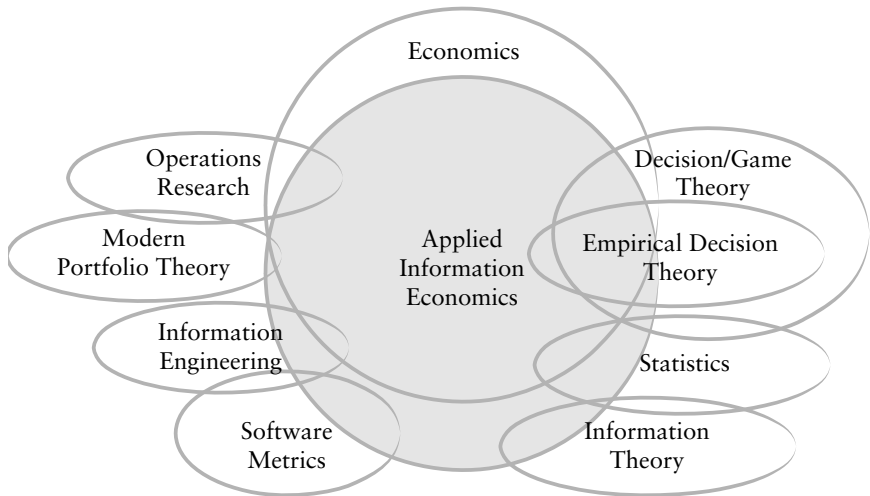 Economics
Operations
Research
Decision/Game
Theory
Modern
Portfolio Theory
Applied
Information
Economics
Empirical Decision
Theory
Information
Engineering
Statistics
Software
Metrics
Information
Theory